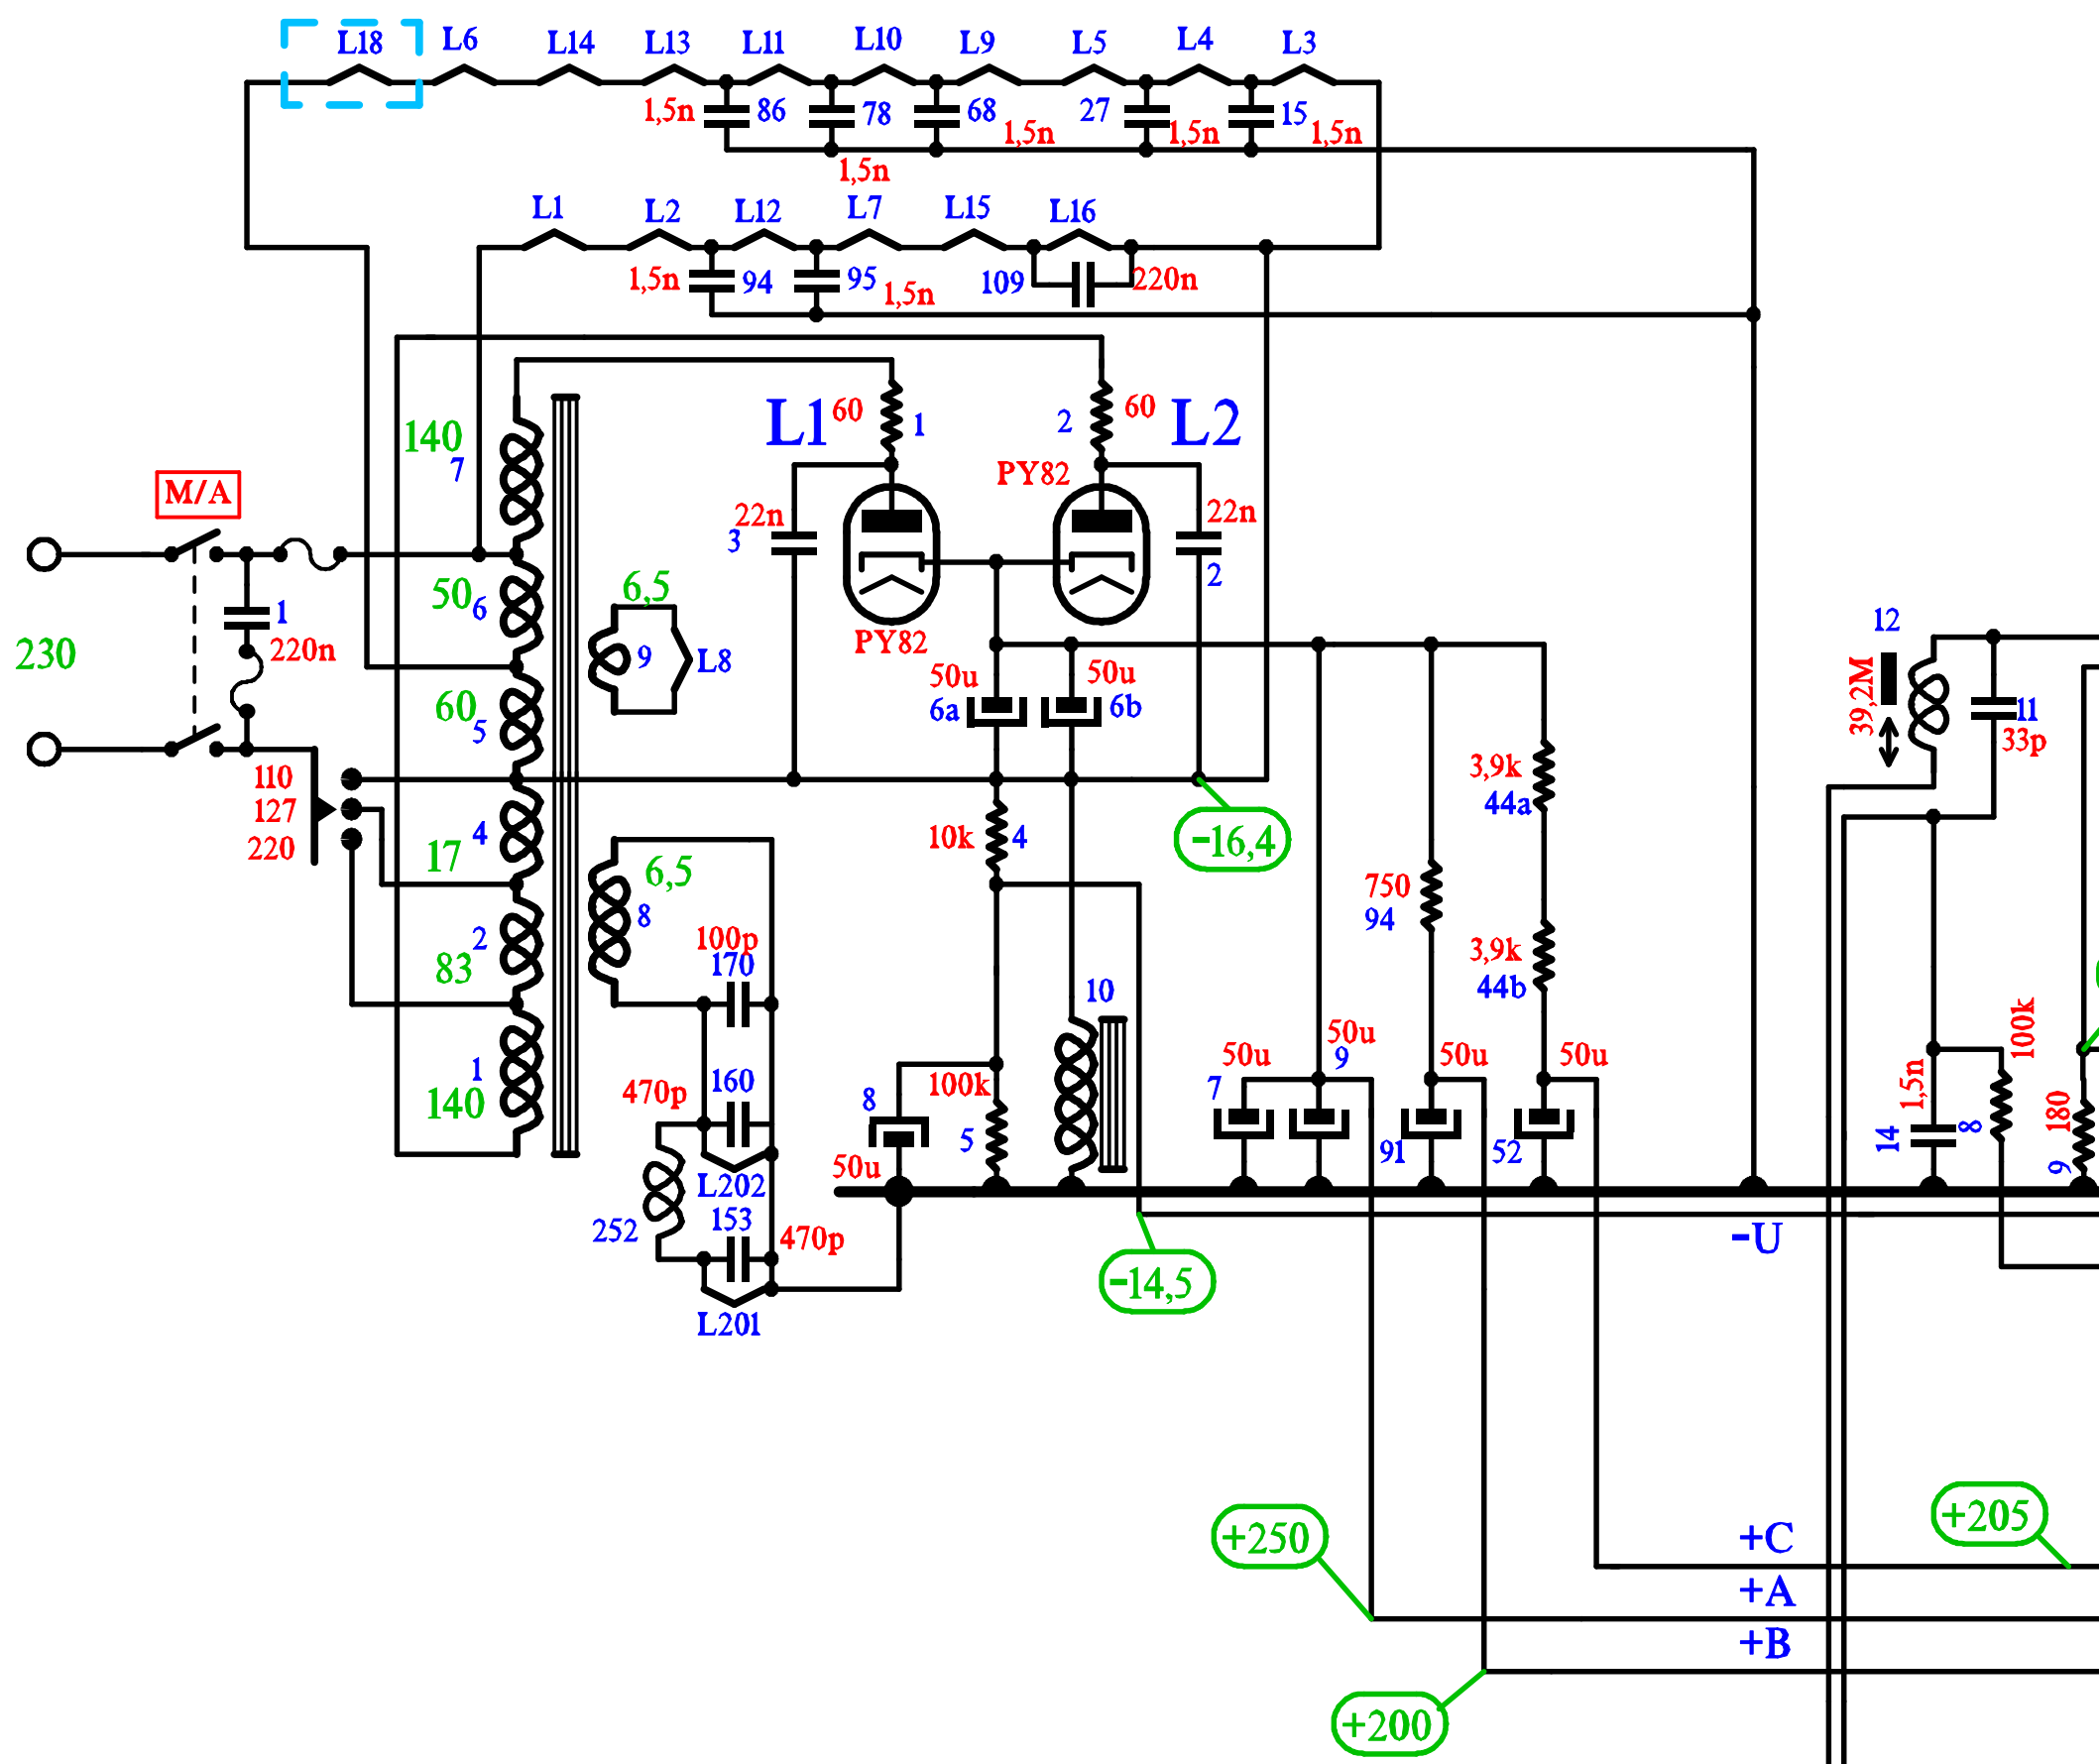 L18 L6 L14 L13 L11 L10 L9 L5 L4 L3
1,5n 86 78 68 27 15
1,5n 1,5n 1,5n
1,5n
L1 L2 L12 L7 L15 L16
1,5n 94 95 1,5n 109 220n
L1 60 1 2 60 L2
140
7
PY82
M/A
22n 22n
3 2
50 6 6,5
1
220n
230
9 L8
PY82
60
5
50u 50u
6a 6b
12
39,2M
11
33p
110
127
220
17 4
10k 4
-16,4
3,9k
44a
6,5
8
750
94
2
83
100p
170
3,9k
44b
10
100k
1
140
470p 160
8 100k
5
50u
50u 50u
7 9
50u 50u
91 52
1,5n
14 8
180
9
L202
252 153 470p
L201
-U
-14,5
+250
+C
+205
+A
+B
+200